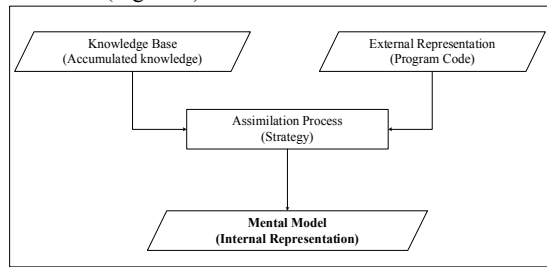 Knowledge Base
(Accumulated knowledge)
External Representation
(Program Code)
Assimilation Process
(Strategy)
Mental Model
(Internal Representation)